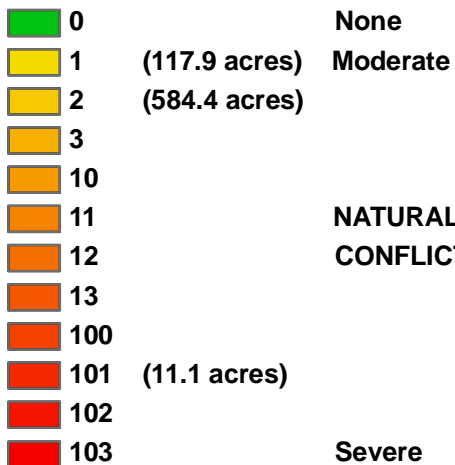 0 None
1 (117.9 acres) Moderate
2 (584.4 acres)
3
10
11 NATURAL
12 CONFLICT
13
100
101 (11.1 acres)
102
103 Severe